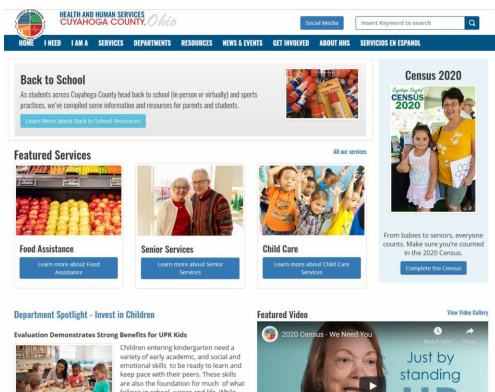 HEALTH AND HUMAN SERVICES
CUYAHOGA COUNTY, Ohio
Social Media
Insert Keyword to search
HOME I NEED I AM A SERVICES DEPARTMENTS RESOURCES NEWS & EVENTS GET INVOLVED ABOUT HHS SERVICIOS EN ESPANOL
Back to School
As students across Cuyahoga County head back to school (in person or virtually) and sports
practices, we've compiled some information and resources for parents and students.
Learn More about Back to School Resources
Census 2020
CENSUS
2020
From babies to seniors, everyone
counts. Make sure you're counted
in the 2020 Census.
Complete the Census
Featured Services
All our services
Food Assistance
Learn more about Food
Assistance
Senior Services
Learn more about Senior
Services
Child Care
Learn more about Child Care
Services
Department Spotlight - Invest in Children
Evaluation Demonstrates Strong Benefits for UPK Kids
Children entering kindergarten need a
variety of early academic, and social and
emotional skills to be ready to learn and
keep pace with their peers. These skills
are also the foundation for much of what
follows in school, career and life. While
Featured Video
View Video Gallery
2020 Census - We Need You
Watch later
Share
Just by
standing
UP